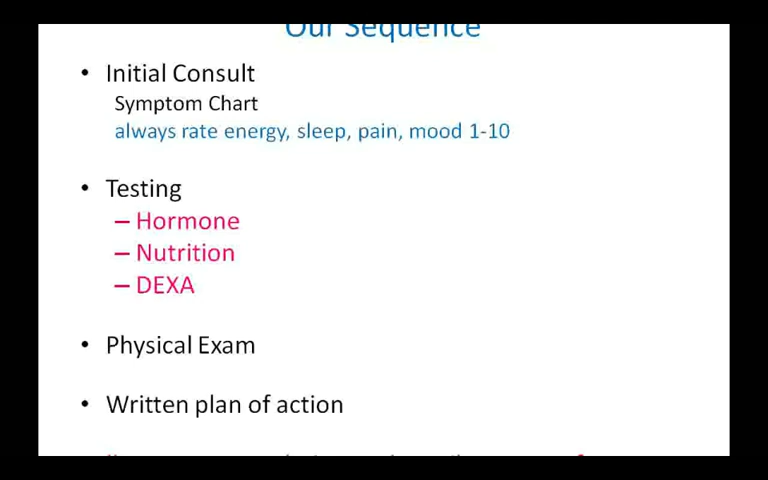 Our Sequence
• Initial Consult
Symptom Chart
always rate energy, sleep, pain, mood 1-10
• Testing
– Hormone
– Nutrition
– DEXA
• Physical Exam
• Written plan of action